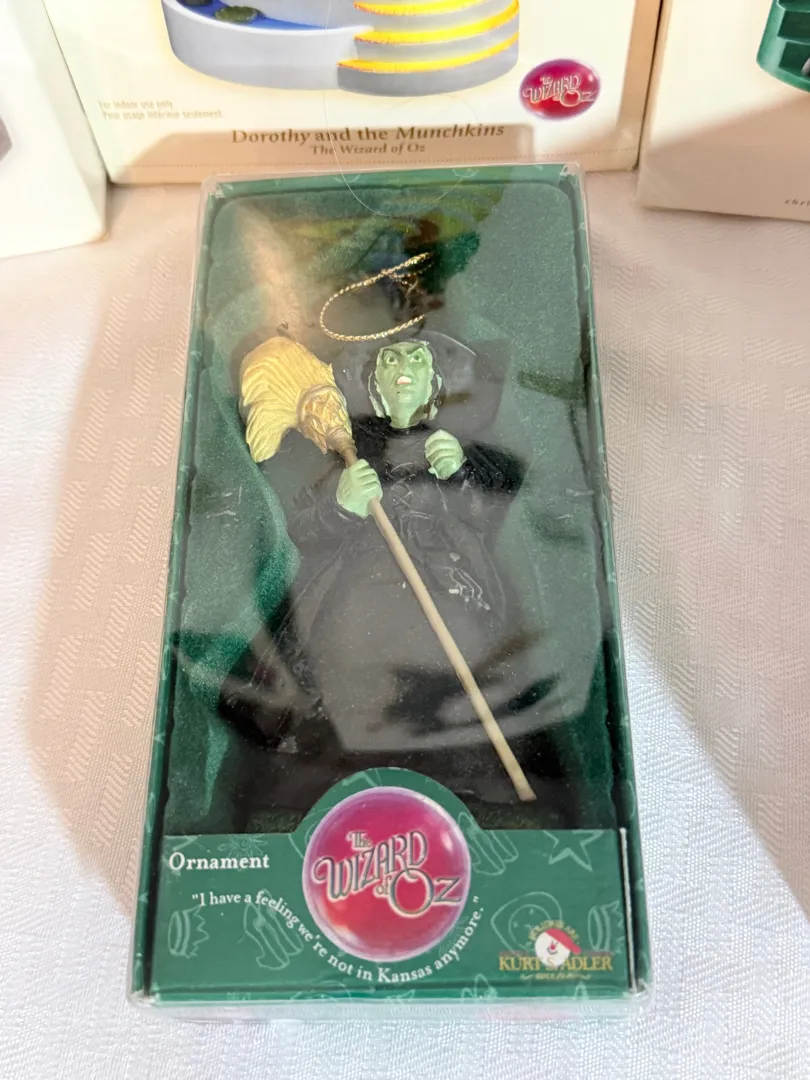 For indoor use only.
Pour usage intérieur seulement.
The
WIZARD
of OZ
Dorothy and the Munchkins
The Wizard of Oz
Ornament
The
WIZARD
of OZ
"I have a feeling we're not in Kansas anymore."
KURT S. ADLER